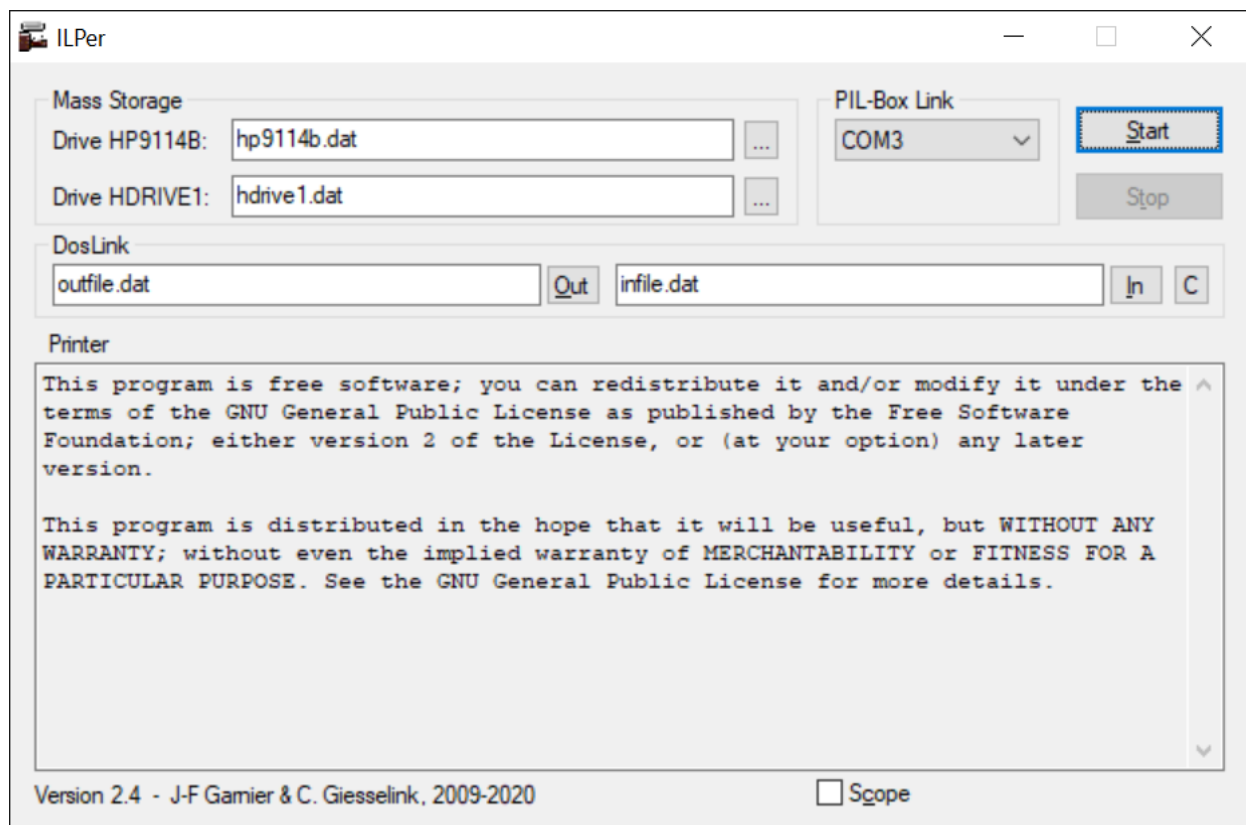 ILPer
Mass Storage
Drive HP9114B: hp9114b.dat ...
Drive HDRIVE1: hdrive1.dat ...
PIL-Box Link
COM3
Start
Stop
DosLink
outfile.dat Out infile.dat In C
Printer
This program is free software; you can redistribute it and/or modify it under the
terms of the GNU General Public License as published by the Free Software
Foundation; either version 2 of the License, or (at your option) any later
version.
This program is distributed in the hope that it will be useful, but WITHOUT ANY
WARRANTY; without even the implied warranty of MERCHANTABILITY or FITNESS FOR A
PARTICULAR PURPOSE. See the GNU General Public License for more details.
Version 2.4 - J-F Garnier & C. Giesselink, 2009-2020
Scope